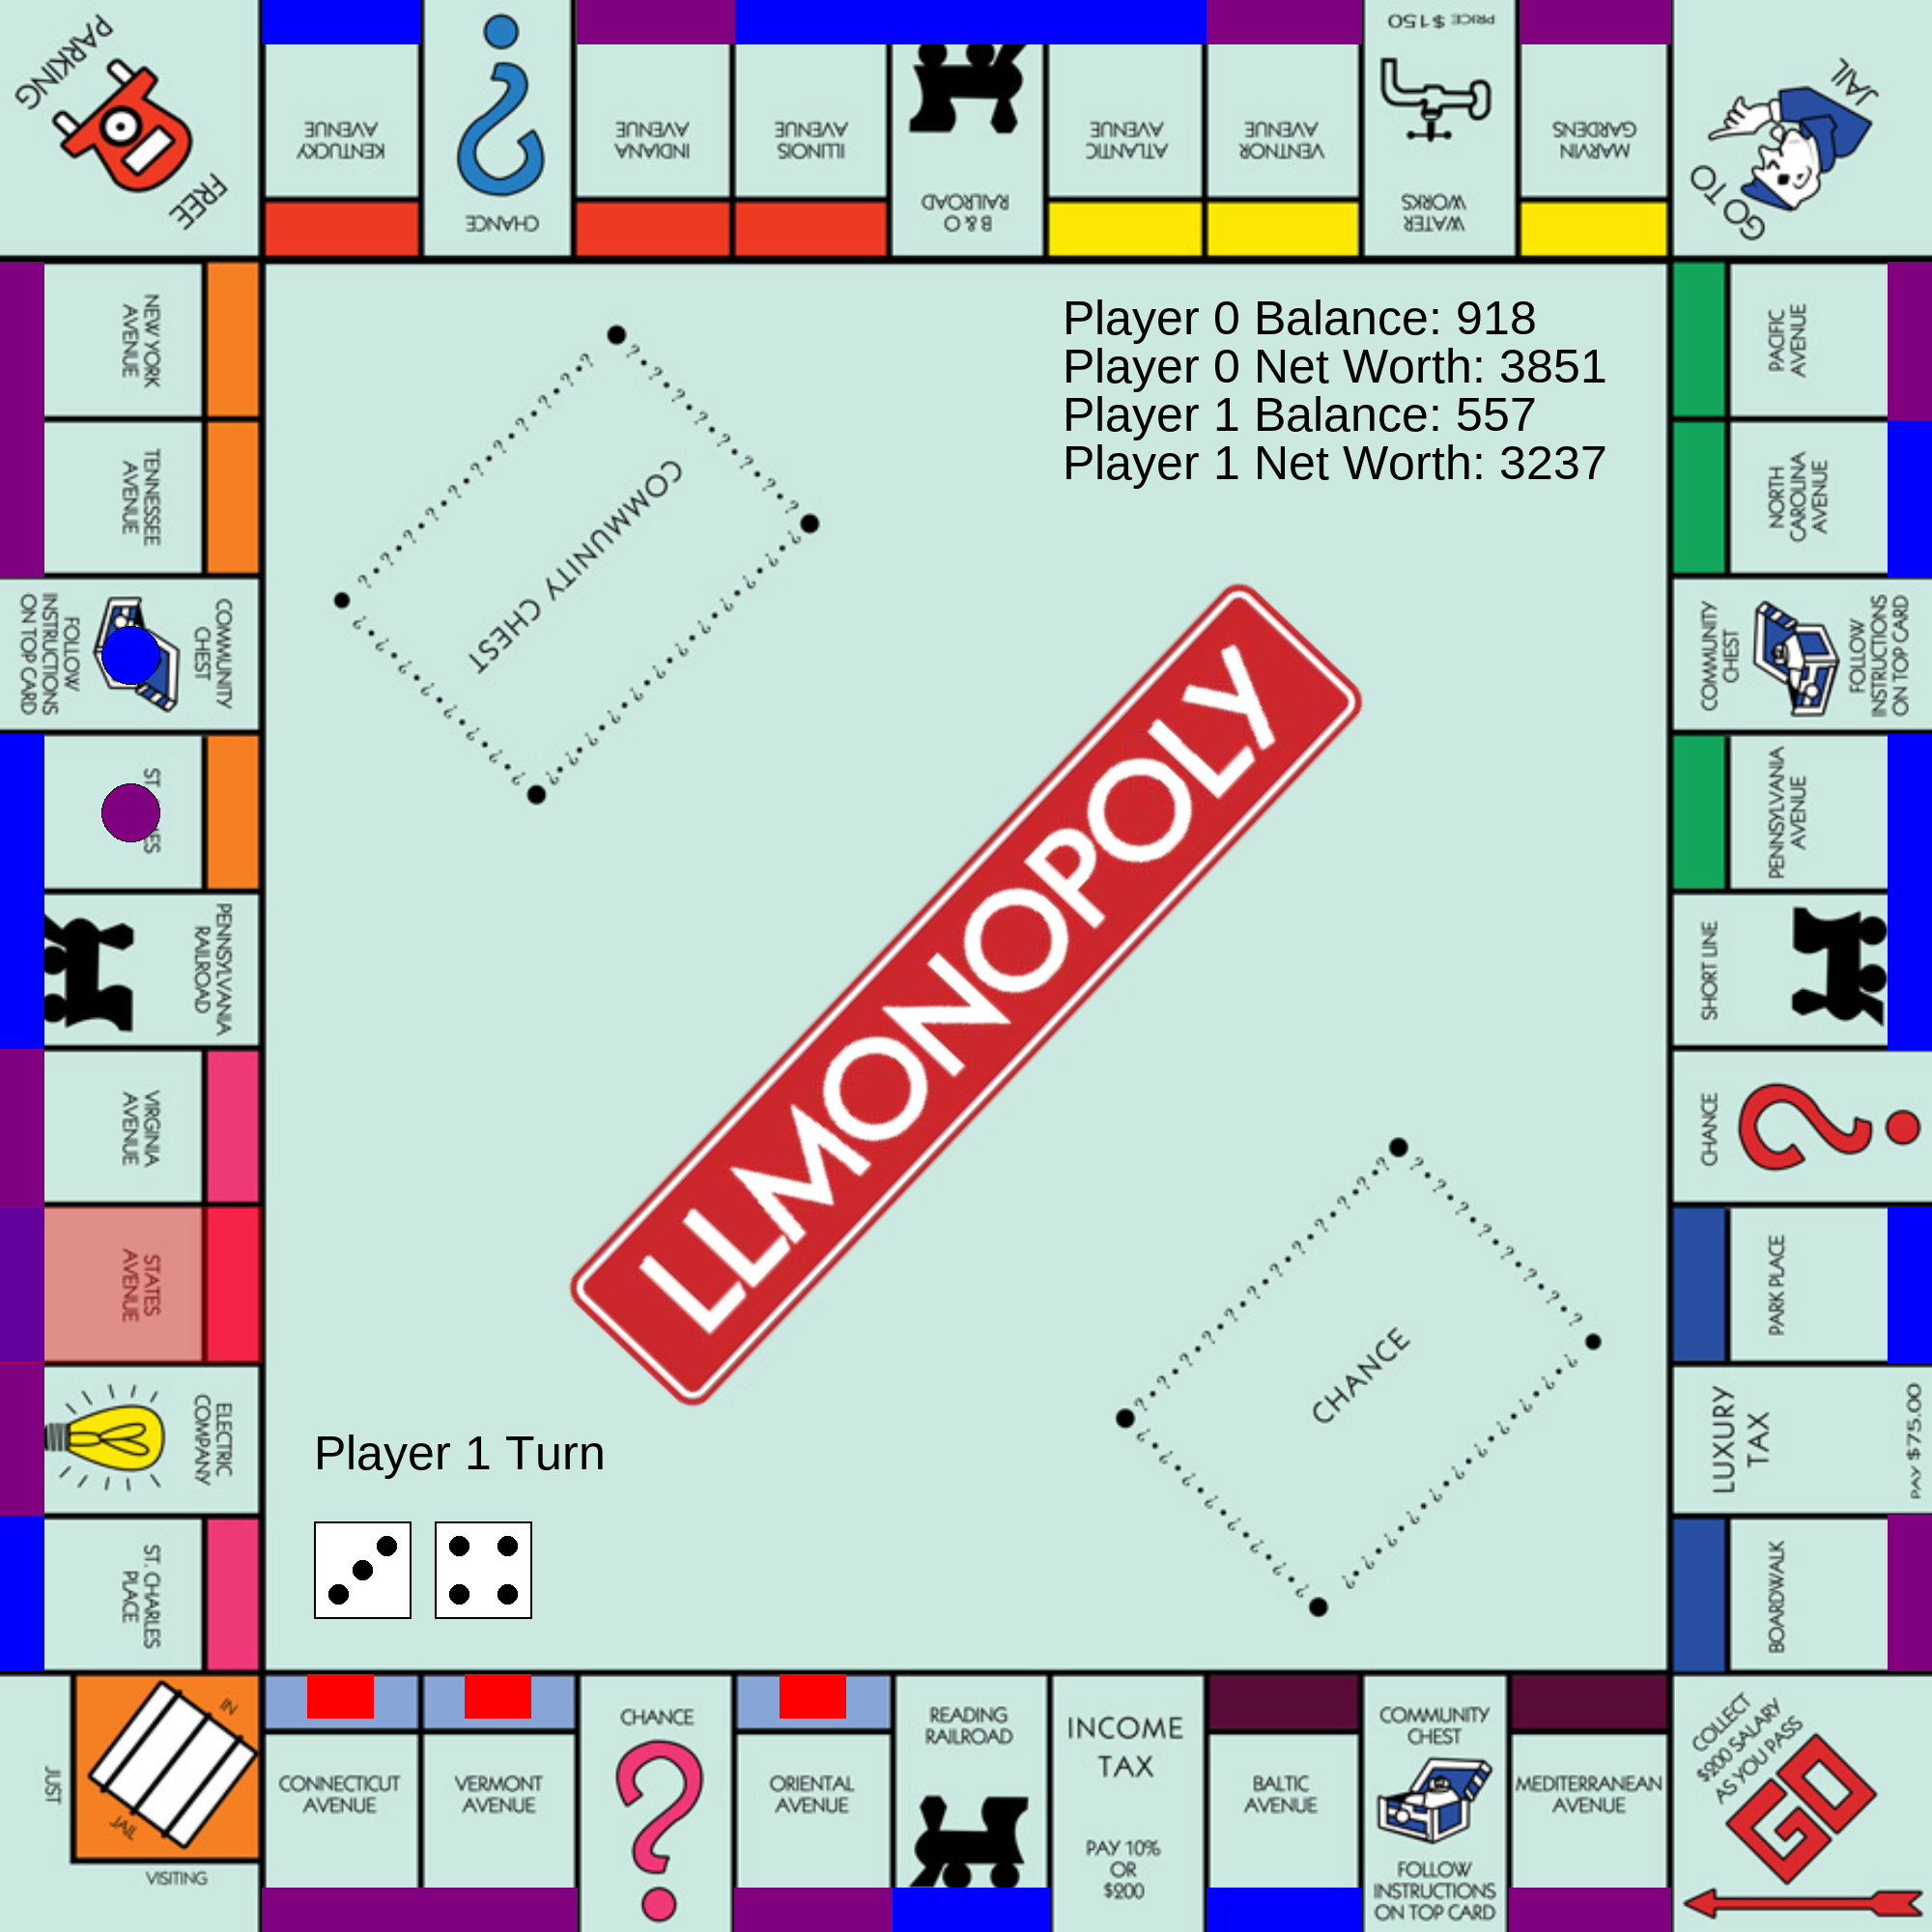 FREE
PARKING
KENTUCKY
AVENUE
CHANCE
INDIANA
AVENUE
ILLINOIS
AVENUE
B & O
RAILROAD
ATLANTIC
AVENUE
VENTNOR
AVENUE
WATER
WORKS
PRICE $150
MARVIN
GARDENS
GO TO
JAIL
NEW YORK
AVENUE
TENNESSEE
AVENUE
COMMUNITY
CHEST
FOLLOW
INSTRUCTIONS
ON TOP CARD
ST.
ES
PENNSYLVANIA
RAILROAD
VIRGINIA
AVENUE
STATES
AVENUE
ELECTRIC
COMPANY
ST. CHARLES
PLACE
Player 0 Balance: 918
Player 0 Net Worth: 3851
Player 1 Balance: 557
Player 1 Net Worth: 3237
COMMUNITY CHEST
LLMONOPOLY
CHANCE
Player 1 Turn
PACIFIC
AVENUE
NORTH
CAROLINA
AVENUE
COMMUNITY
CHEST
FOLLOW
INSTRUCTIONS
ON TOP CARD
PENNSYLVANIA
AVENUE
SHORT LINE
CHANCE
PARK PLACE
LUXURY
TAX
PAY $75.00
BOARDWALK
JUST
VISITING
IN
JAIL
CONNECTICUT
AVENUE
VERMONT
AVENUE
CHANCE
ORIENTAL
AVENUE
READING
RAILROAD
INCOME
TAX
PAY 10%
OR
$200
BALTIC
AVENUE
COMMUNITY
CHEST
FOLLOW
INSTRUCTIONS
ON TOP CARD
MEDITERRANEAN
AVENUE
COLLECT
$200 SALARY
AS YOU PASS
GO